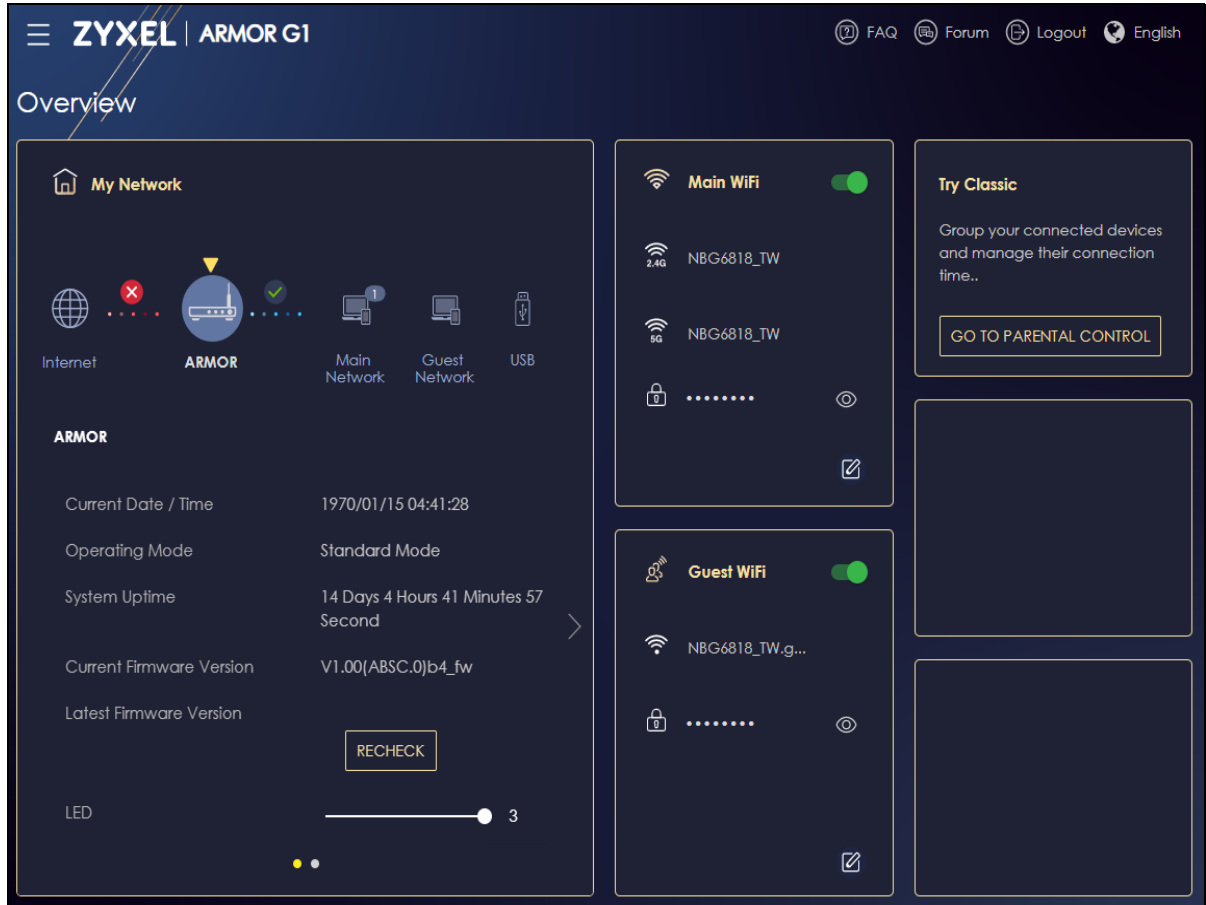 ZYXEL ARMOR G1
FAQ Forum Logout English
Overview
My Network
Internet
ARMOR
1
Main
Network
Guest
Network
USB
ARMOR
Current Date / Time 1970/01/15 04:41:28
Operating Mode Standard Mode
System Uptime 14 Days 4 Hours 41 Minutes 57
Second
Current Firmware Version V1.00(ABSC.0)b4_fw
Latest Firmware Version
RECHECK
LED 3
Main WiFi
2.4G NBG6818_TW
5G NBG6818_TW
••••••••
Guest WiFi
NBG6818_TW.g...
••••••••
Try Classic
Group your connected devices
and manage their connection
time..
GO TO PARENTAL CONTROL